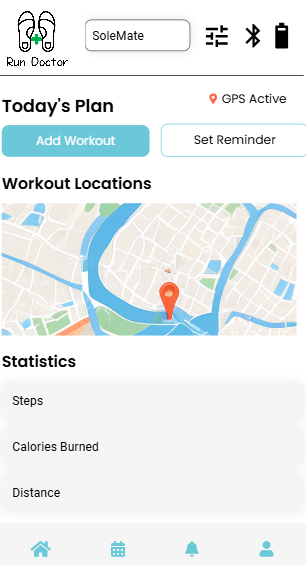 Run Doctor
SoleMate
Today's Plan
GPS Active
Add Workout
Set Reminder
Workout Locations
Statistics
Steps
Calories Burned
Distance